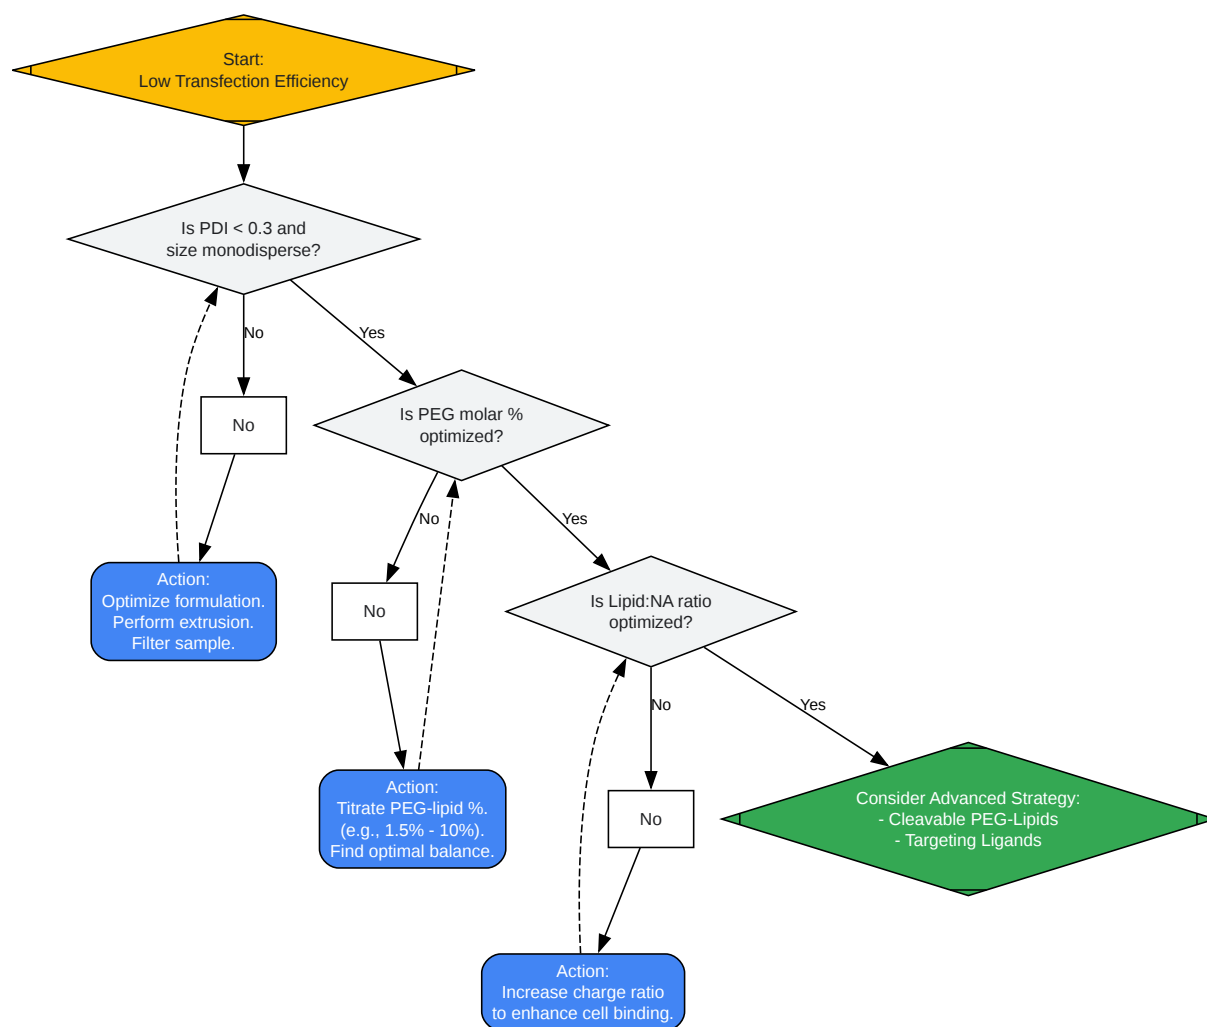 Start:
Low Transfection Efficiency
Is PDI < 0.3 and
size monodisperse?
No
Yes
No
Is PEG molar %
optimized?
No
Yes
Action:
Optimize formulation.
Perform extrusion.
Filter sample.
No
Is Lipid:NA ratio
optimized?
No
Yes
Action:
Titrate PEG-lipid %.
(e.g., 1.5% - 10%).
Find optimal balance.
No
Consider Advanced Strategy:
- Cleavable PEG-Lipids
- Targeting Ligands
Action:
Increase charge ratio
to enhance cell binding.